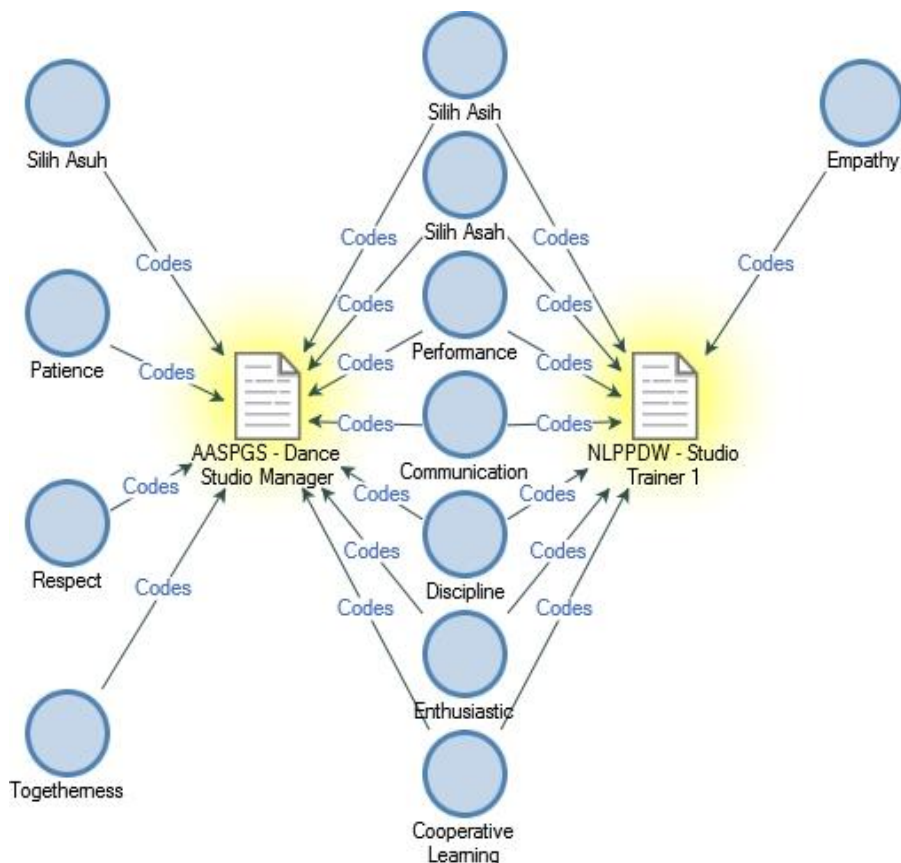 Silih Asih
Silih Asuh
Empathy
Codes
Codes
Silih Asah
Codes
Codes
Codes
Codes
Performance
Codes
Codes
Patience
Codes
Codes
Codes
AASPGS - Dance
Studio Manager
Communication
NLPPDW - Studio
Trainer 1
Codes
Codes
Codes
Respect
Discipline
Codes
Codes
Codes
Codes
Codes
Enthusiastic
Togetherness
Cooperative
Learning